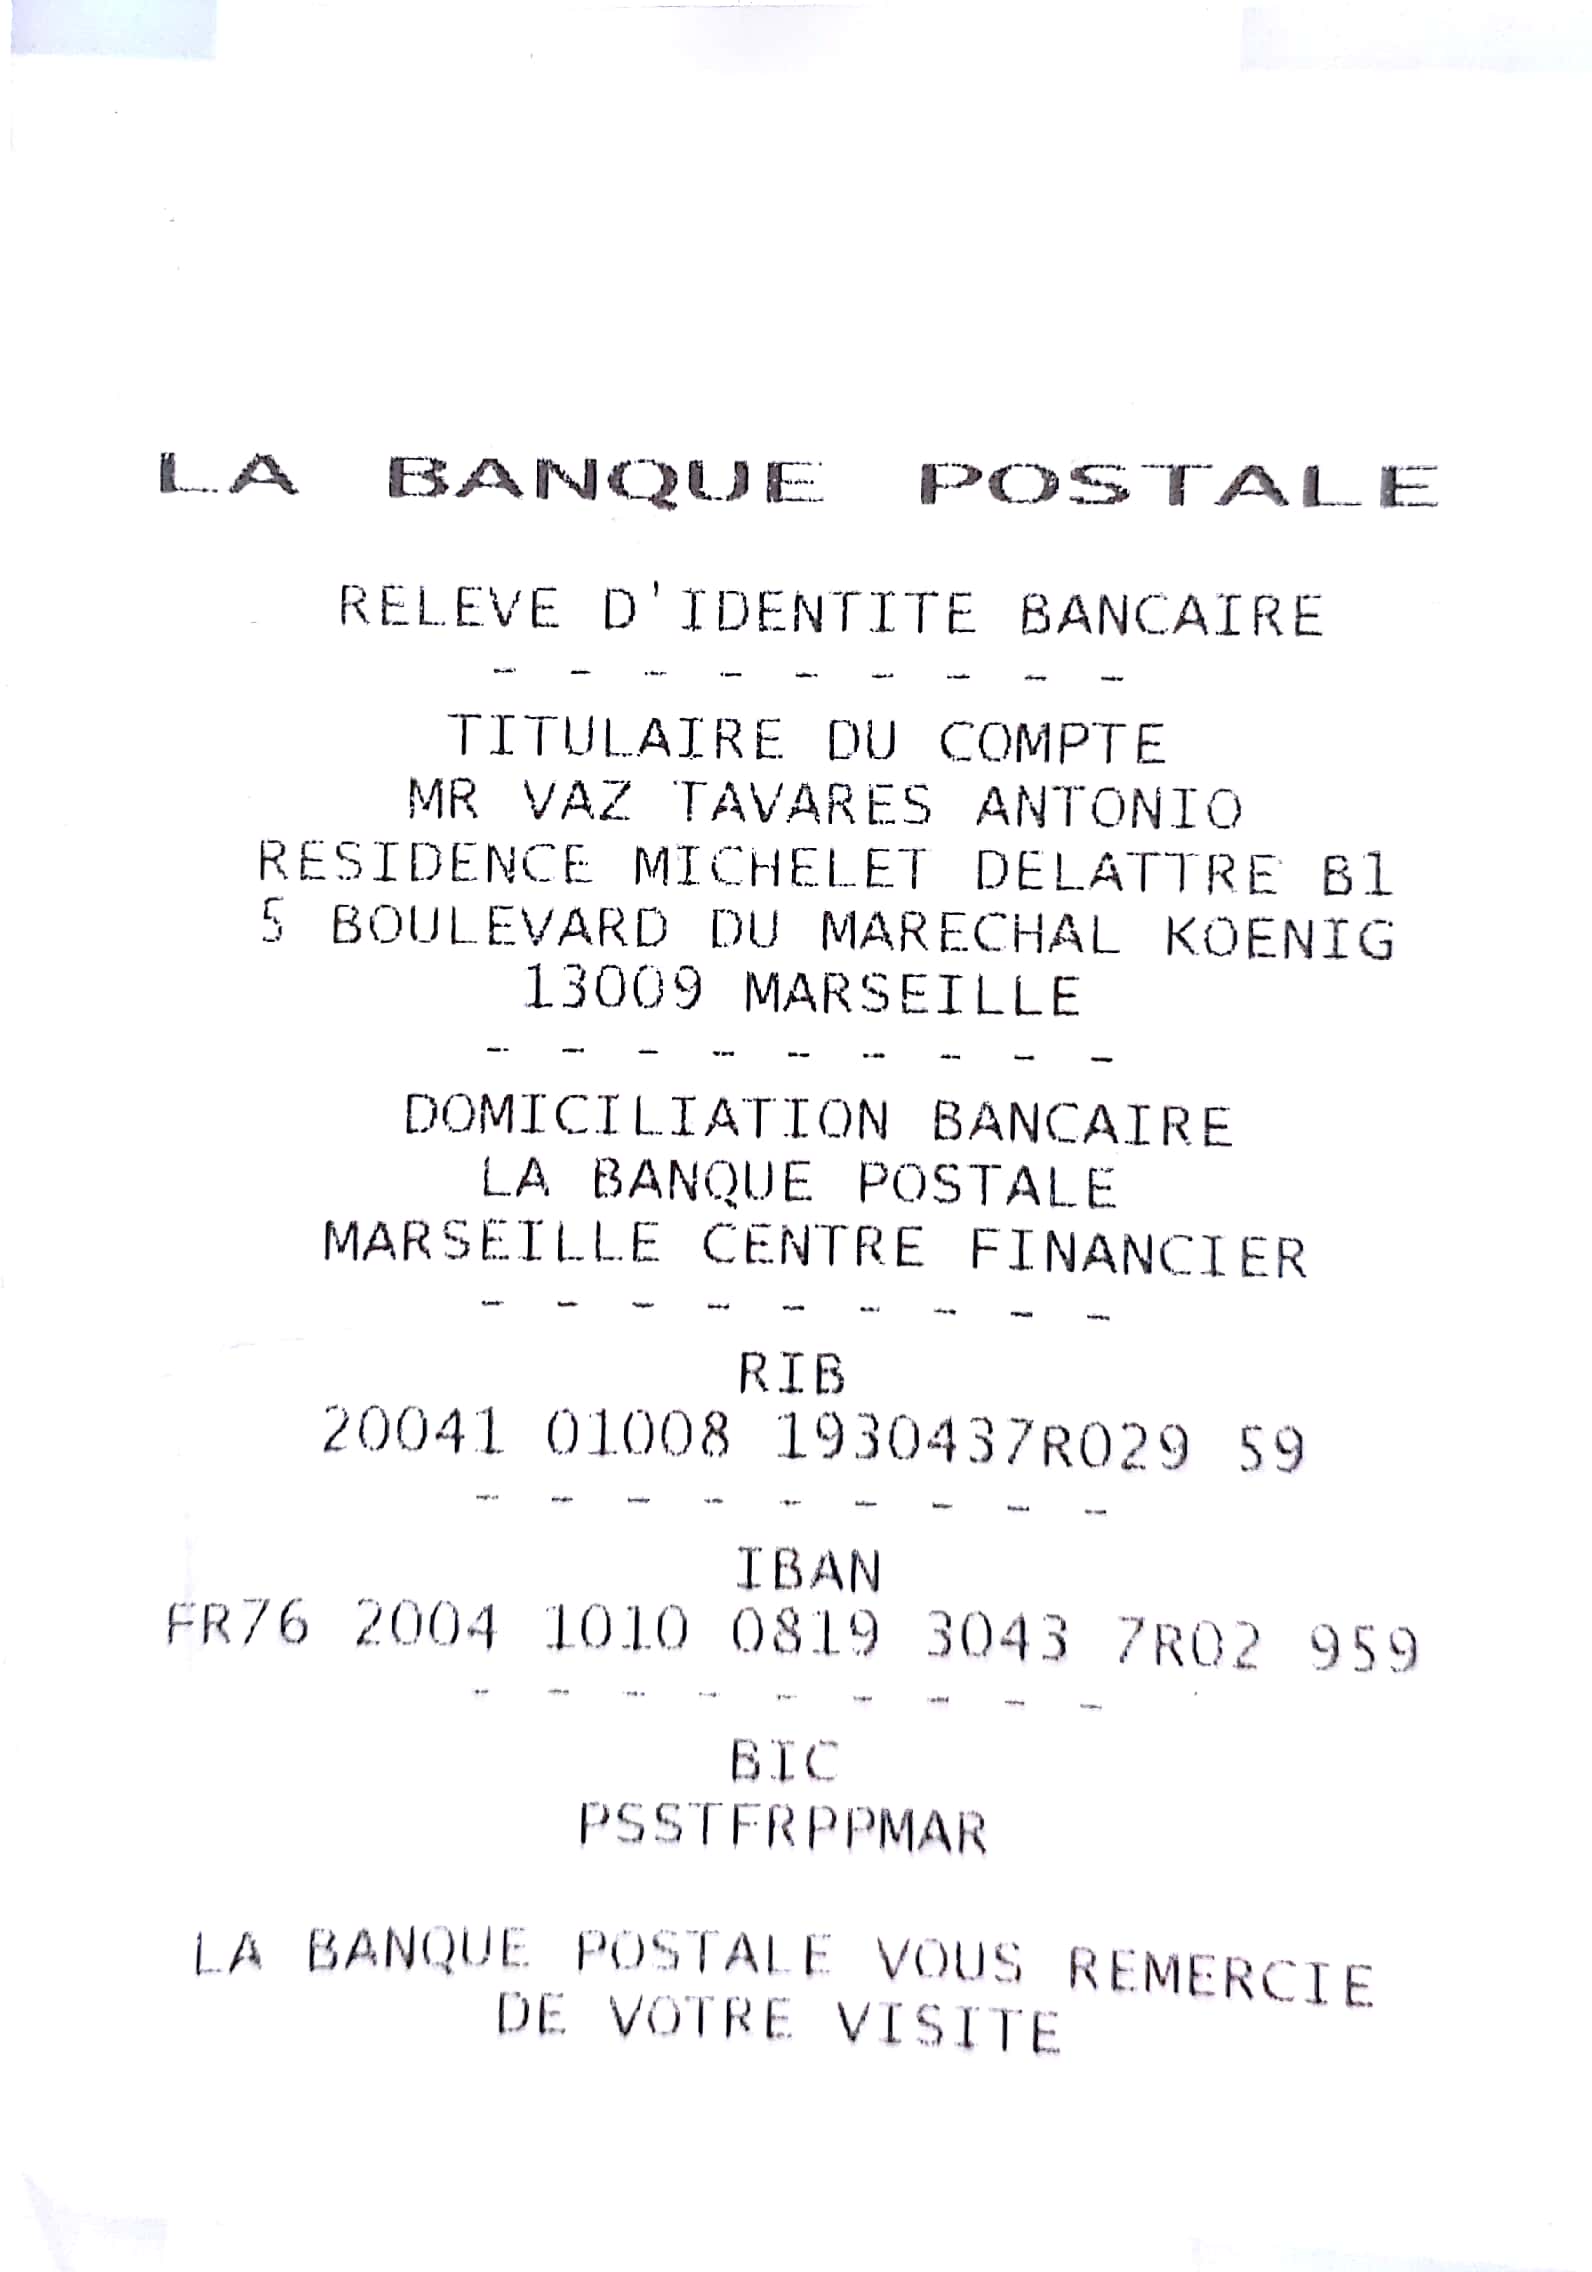 LA BANQUE POSTALE
RELEVE D'IDENTITE BANCAIRE
- - - - - - - - -
TITULAIRE DU COMPTE
MR VAZ TAVARES ANTONIO
RESIDENCE MICHELET DELATTRE B1
5 BOULEVARD DU MARECHAL KOENIG
13009 MARSEILLE
- - - - - - - - -
DOMICILIATION BANCAIRE
LA BANQUE POSTALE
MARSEILLE CENTRE FINANCIER
- - - - - - - - -
RIB
20041 01008 1930437R029 59
- - - - - - - - -
IBAN
FR76 2004 1010 0819 3043 7R02 959
- - - - - - - - -
BIC
PSSTFRPPMAR
LA BANQUE POSTALE VOUS REMERCIE
DE VOTRE VISITE